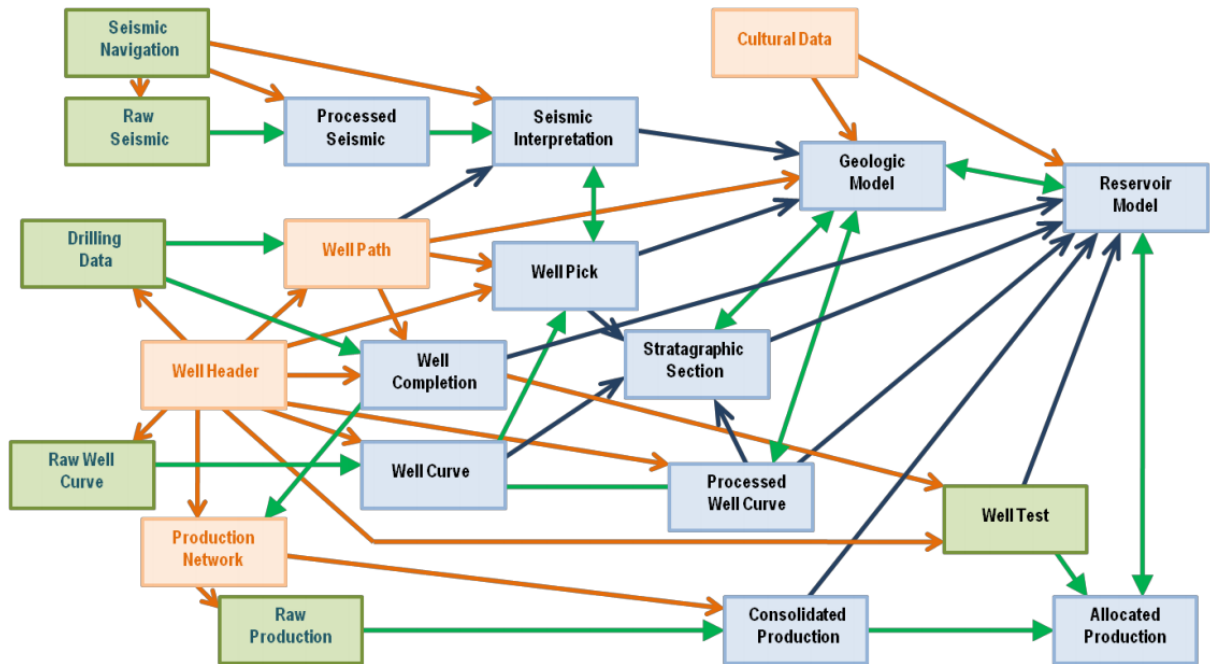 Seismic
Navigation
Cultural Data
Raw
Seismic
Processed
Seismic
Seismic
Interpretation
Geologic
Model
Reservoir
Model
Drilling
Data
Well Path
Well Pick
Well Header
Well
Completion
Stratagraphic
Section
Raw Well
Curve
Well Curve
Processed
Well Curve
Well Test
Production
Network
Raw
Production
Consolidated
Production
Allocated
Production